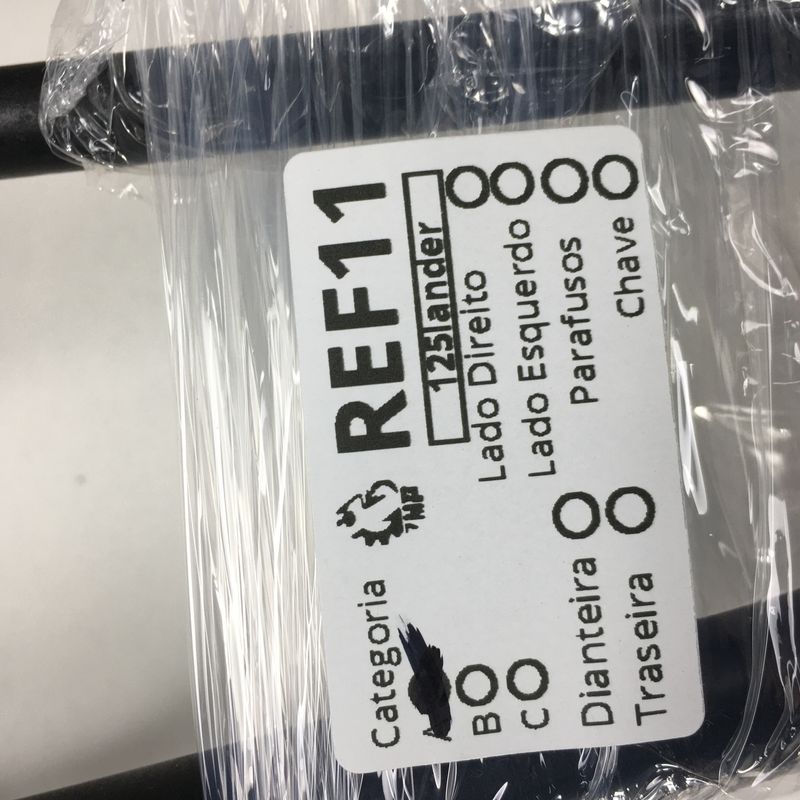 Categoria
A
B
C
Dianteira
Traseira
REF11
125lander
Lado Direito
Lado Esquerdo
Parafusos
Chave